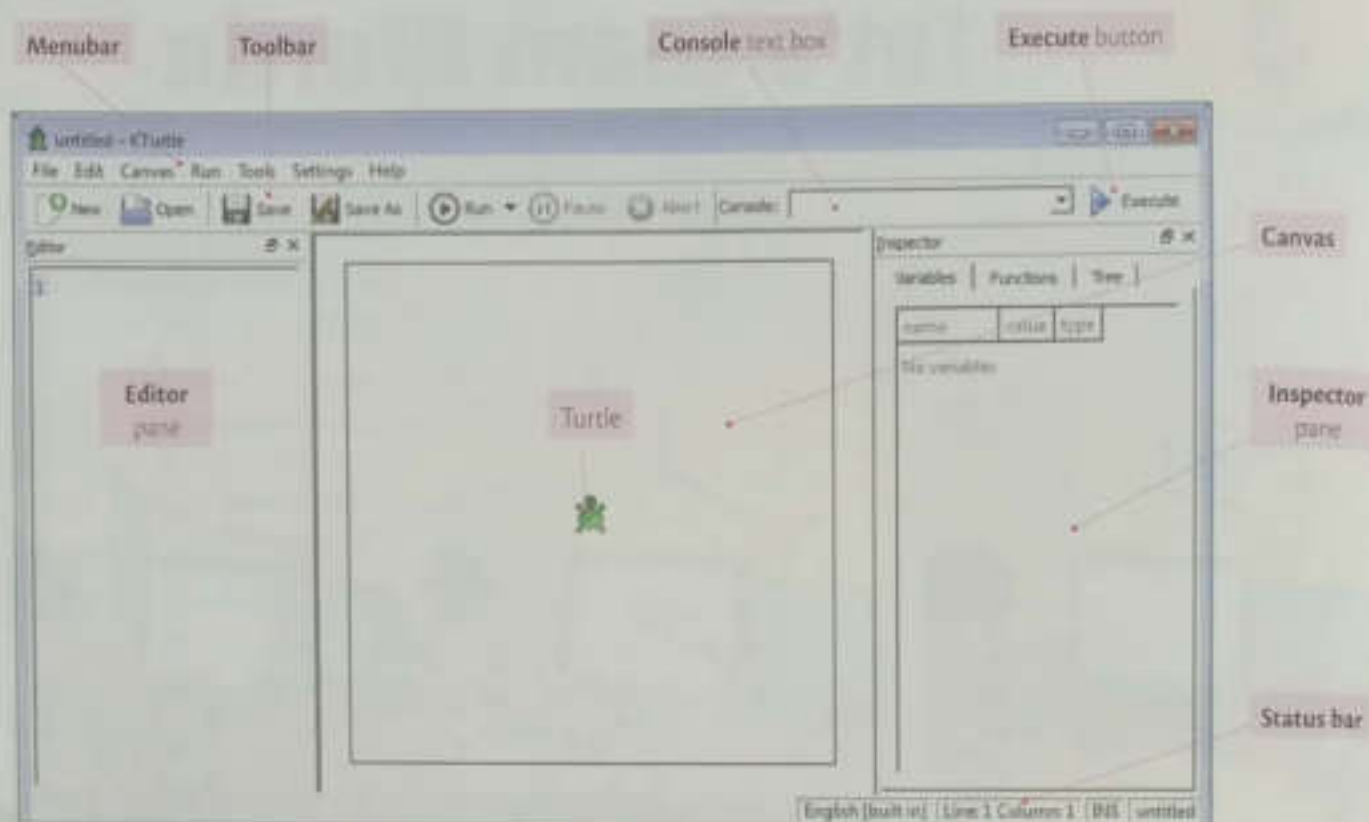 Menubar
Toolbar
Console text box
Execute button
untitled - KTurtle
File Edit Canvas Run Tools Settings Help
New Open Save Save As Run Pause Abort Console: Execute
Editor
Inspector
Canvas
1
Variables Functions Tree
name value type
No variables
Editor
pane
Turtle
Inspector
pane
Status bar
English [built in] Line: 1 Column: 1 INS untitled